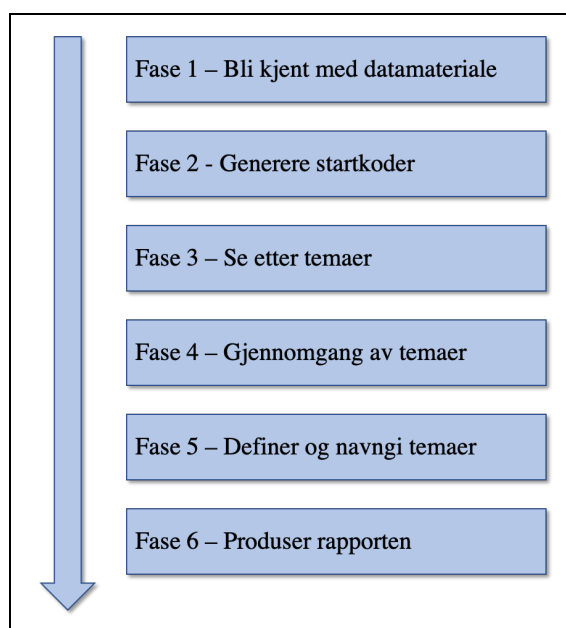 Fase 1 – Bli kjent med datamateriale
Fase 2 - Generere startkoder
Fase 3 – Se etter temaer
Fase 4 – Gjennomgang av temaer
Fase 5 – Definer og navngi temaer
Fase 6 – Produser rapporten